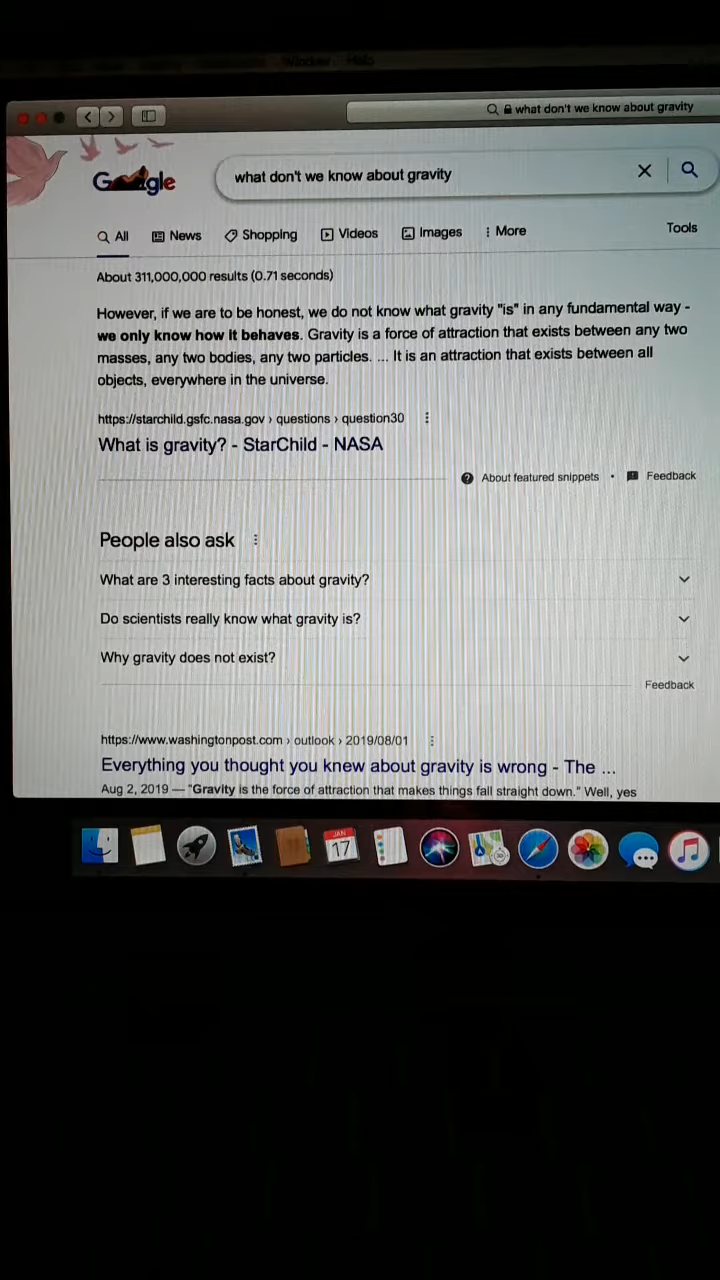 Window Help
what don't we know about gravity
Google
what don't we know about gravity
All News Shopping Videos Images More Tools
About 311,000,000 results (0.71 seconds)
However, if we are to be honest, we do not know what gravity "is" in any fundamental way -
we only know how it behaves. Gravity is a force of attraction that exists between any two
masses, any two bodies, any two particles. ... It is an attraction that exists between all
objects, everywhere in the universe.
https://starchild.gsfc.nasa.gov › questions › question30
What is gravity? - StarChild - NASA
About featured snippets • Feedback
People also ask
What are 3 interesting facts about gravity?
Do scientists really know what gravity is?
Why gravity does not exist?
Feedback
https://www.washingtonpost.com › outlook › 2019/08/01
Everything you thought you knew about gravity is wrong - The ...
Aug 2, 2019 — "Gravity is the force of attraction that makes things fall straight down." Well, yes
JAN
17